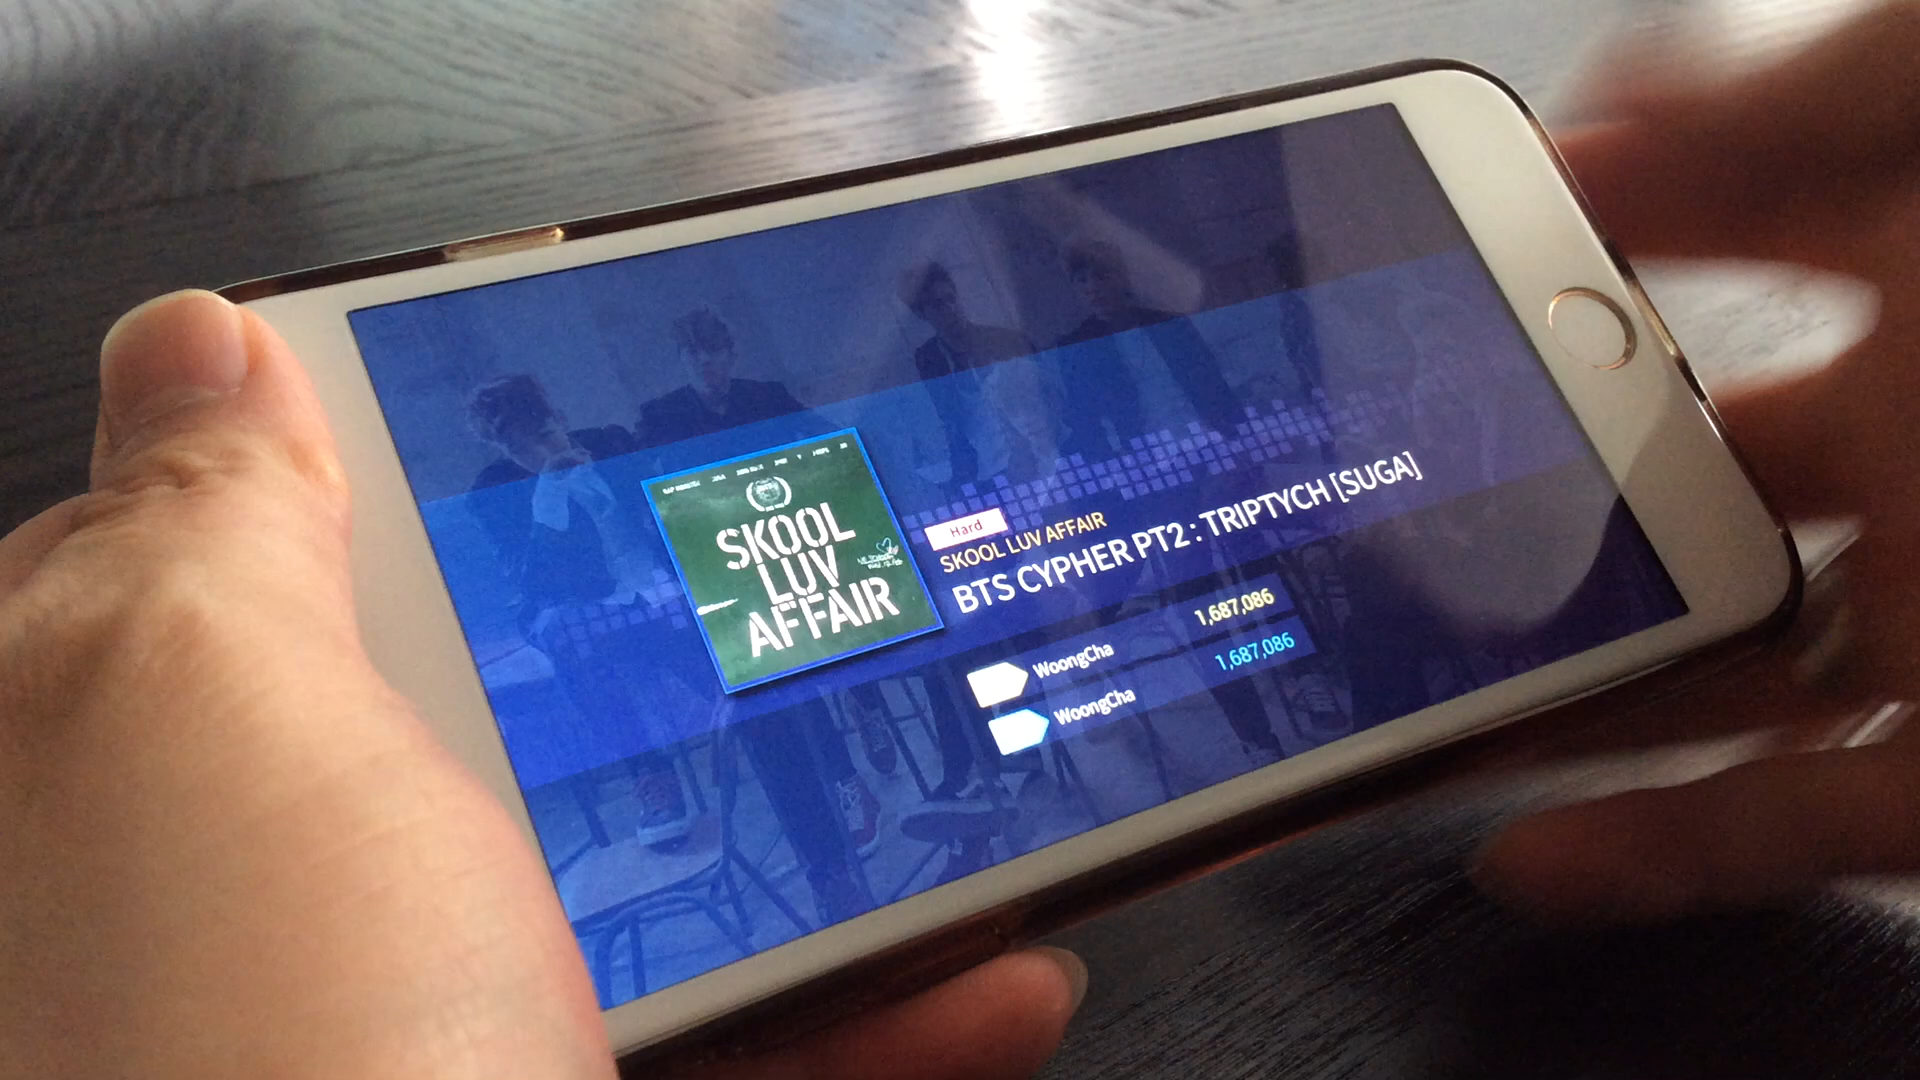 SKOOL
LUV
AFFAIR
Hard
SKOOL LUV AFFAIR
BTS CYPHER PT2 : TRIPTYCH [SUGA]
WoongCha 1,687,086
WoongCha 1,687,086